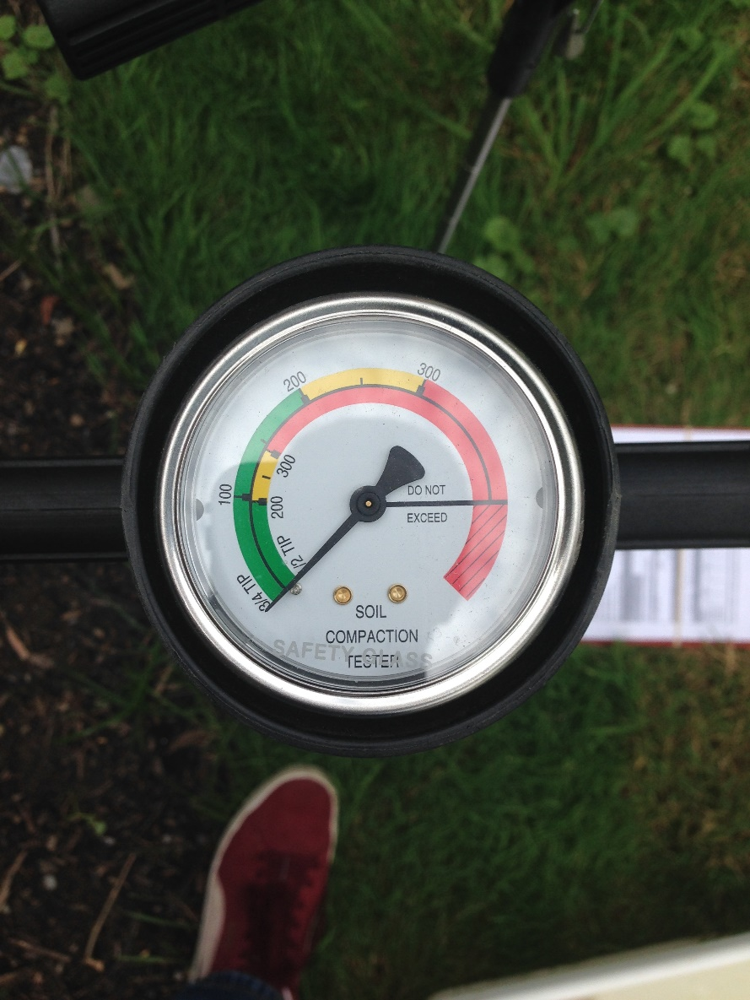 200
300
100
300
200
DO NOT
EXCEED
1/2 TIP
3/4 TIP
SOIL
COMPACTION
TESTER
SAFETY GLASS